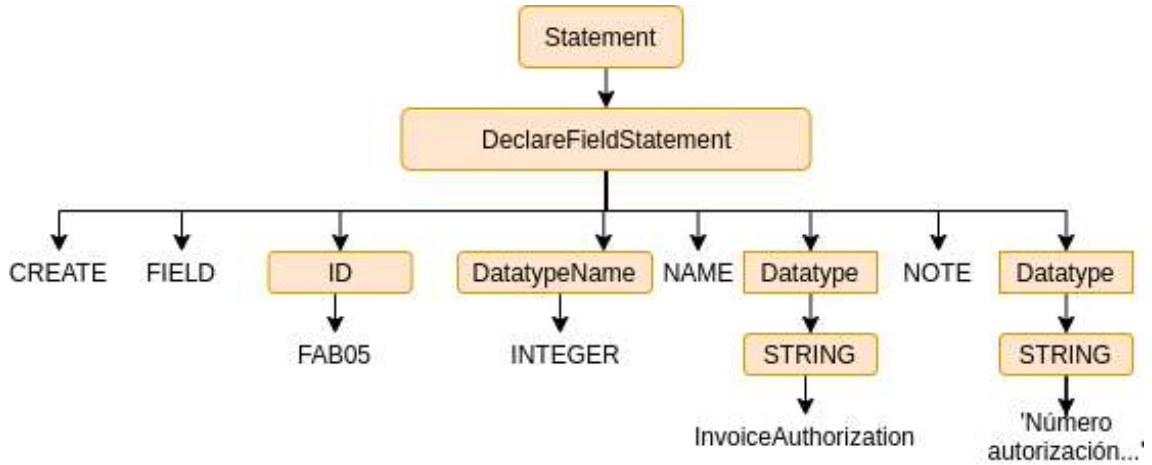 Statement
DeclareFieldStatement
CREATE FIELD ID DatatypeName NAME Datatype NOTE Datatype
FAB05 INTEGER STRING STRING
InvoiceAuthorization 'Número
autorización...'